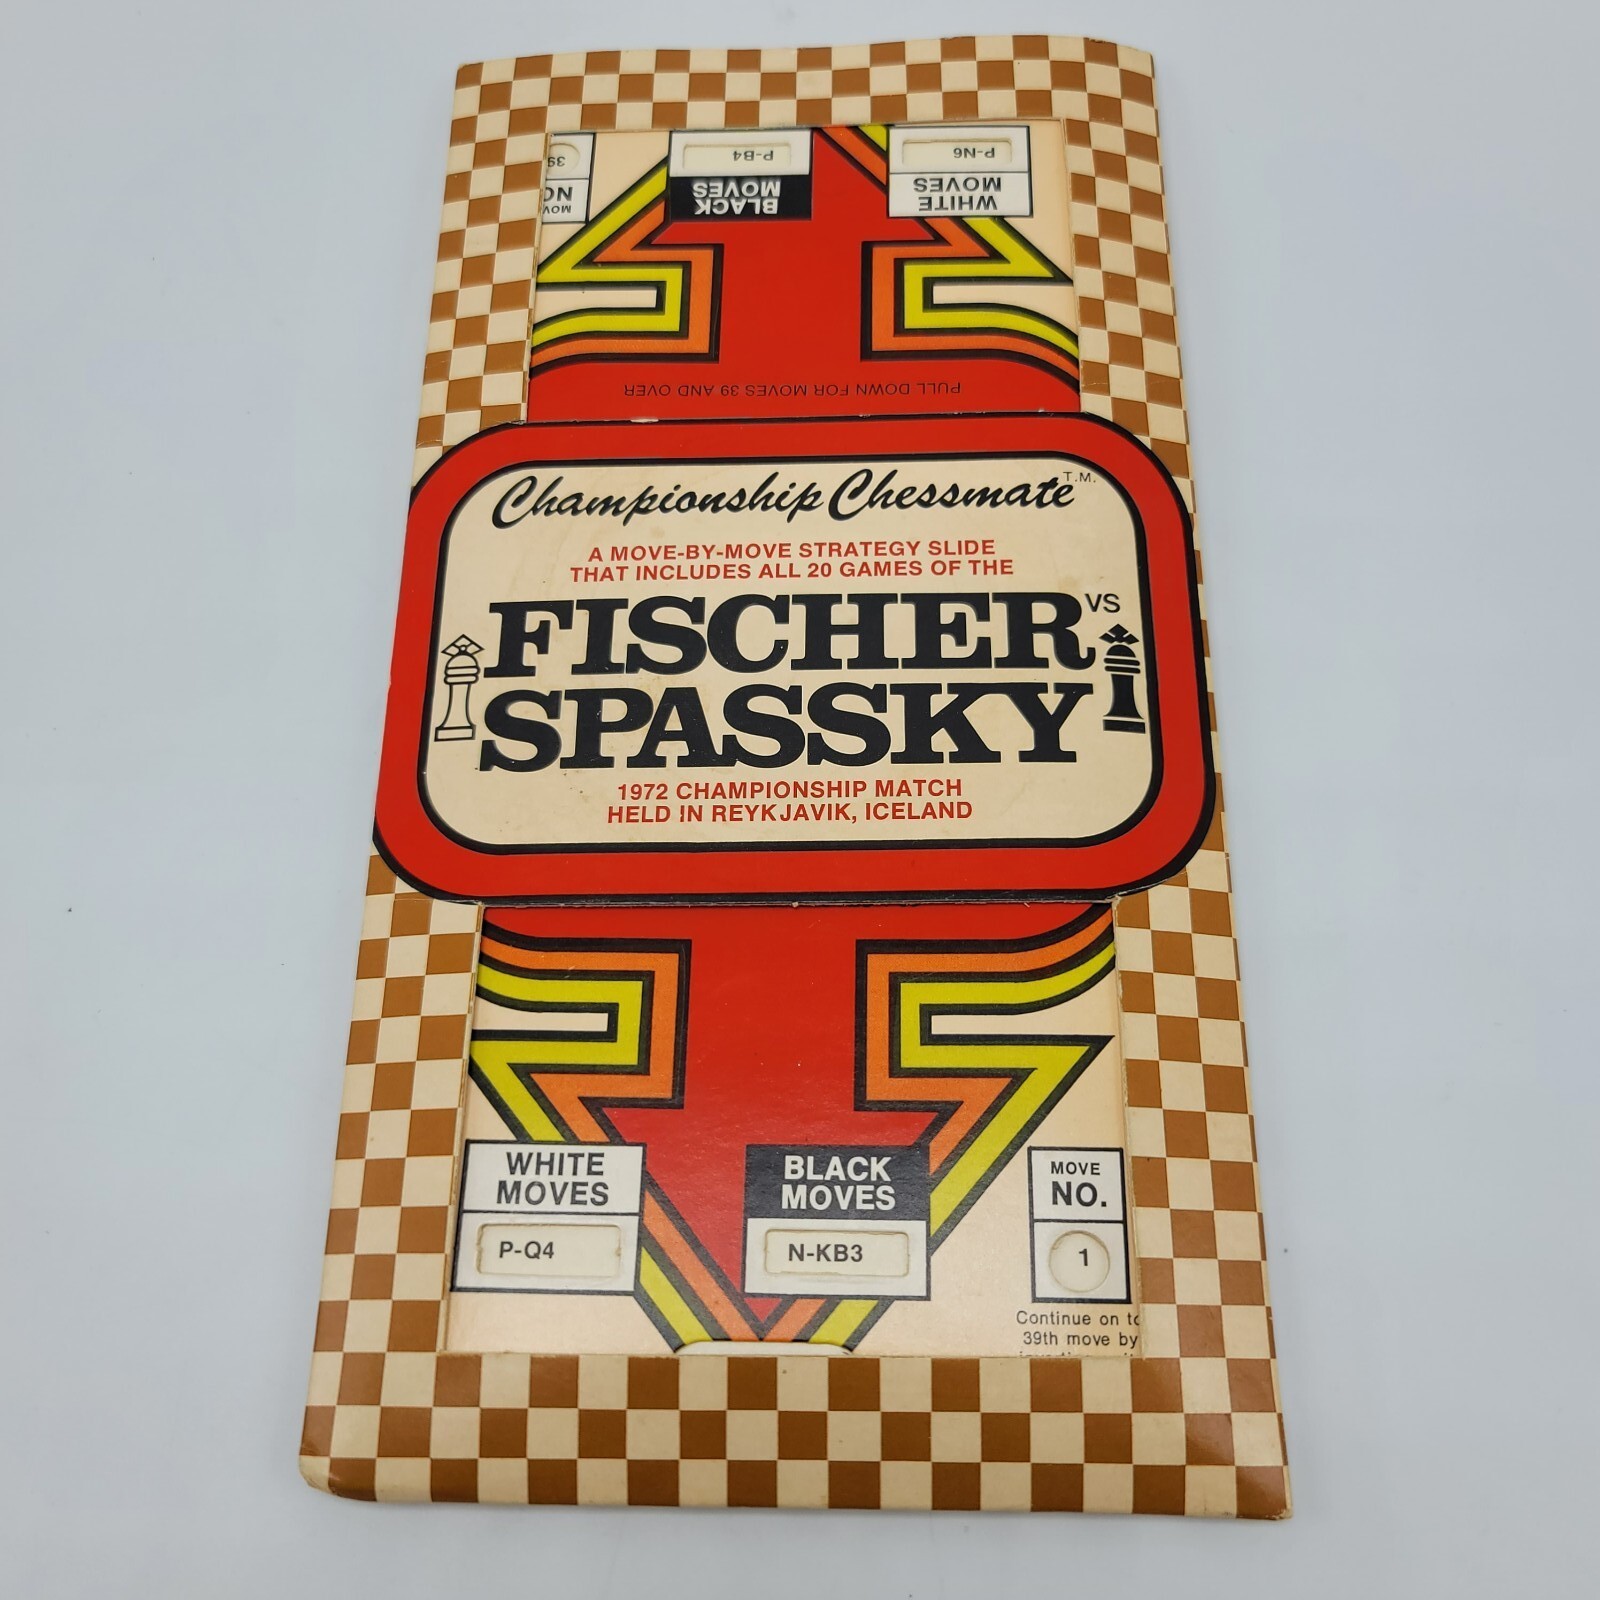 39
P-B4
P-N6
MOV
NO
BLACK
MOVES
WHITE
MOVES
PULL DOWN FOR MOVES 39 AND OVER
Championship Chessmate T.M.
A MOVE-BY-MOVE STRATEGY SLIDE
THAT INCLUDES ALL 20 GAMES OF THE
FISCHER VS
SPASSKY
1972 CHAMPIONSHIP MATCH
HELD IN REYKJAVIK, ICELAND
WHITE
MOVES
P-Q4
BLACK
MOVES
N-KB3
MOVE
NO.
1
Continue on to
39th move by